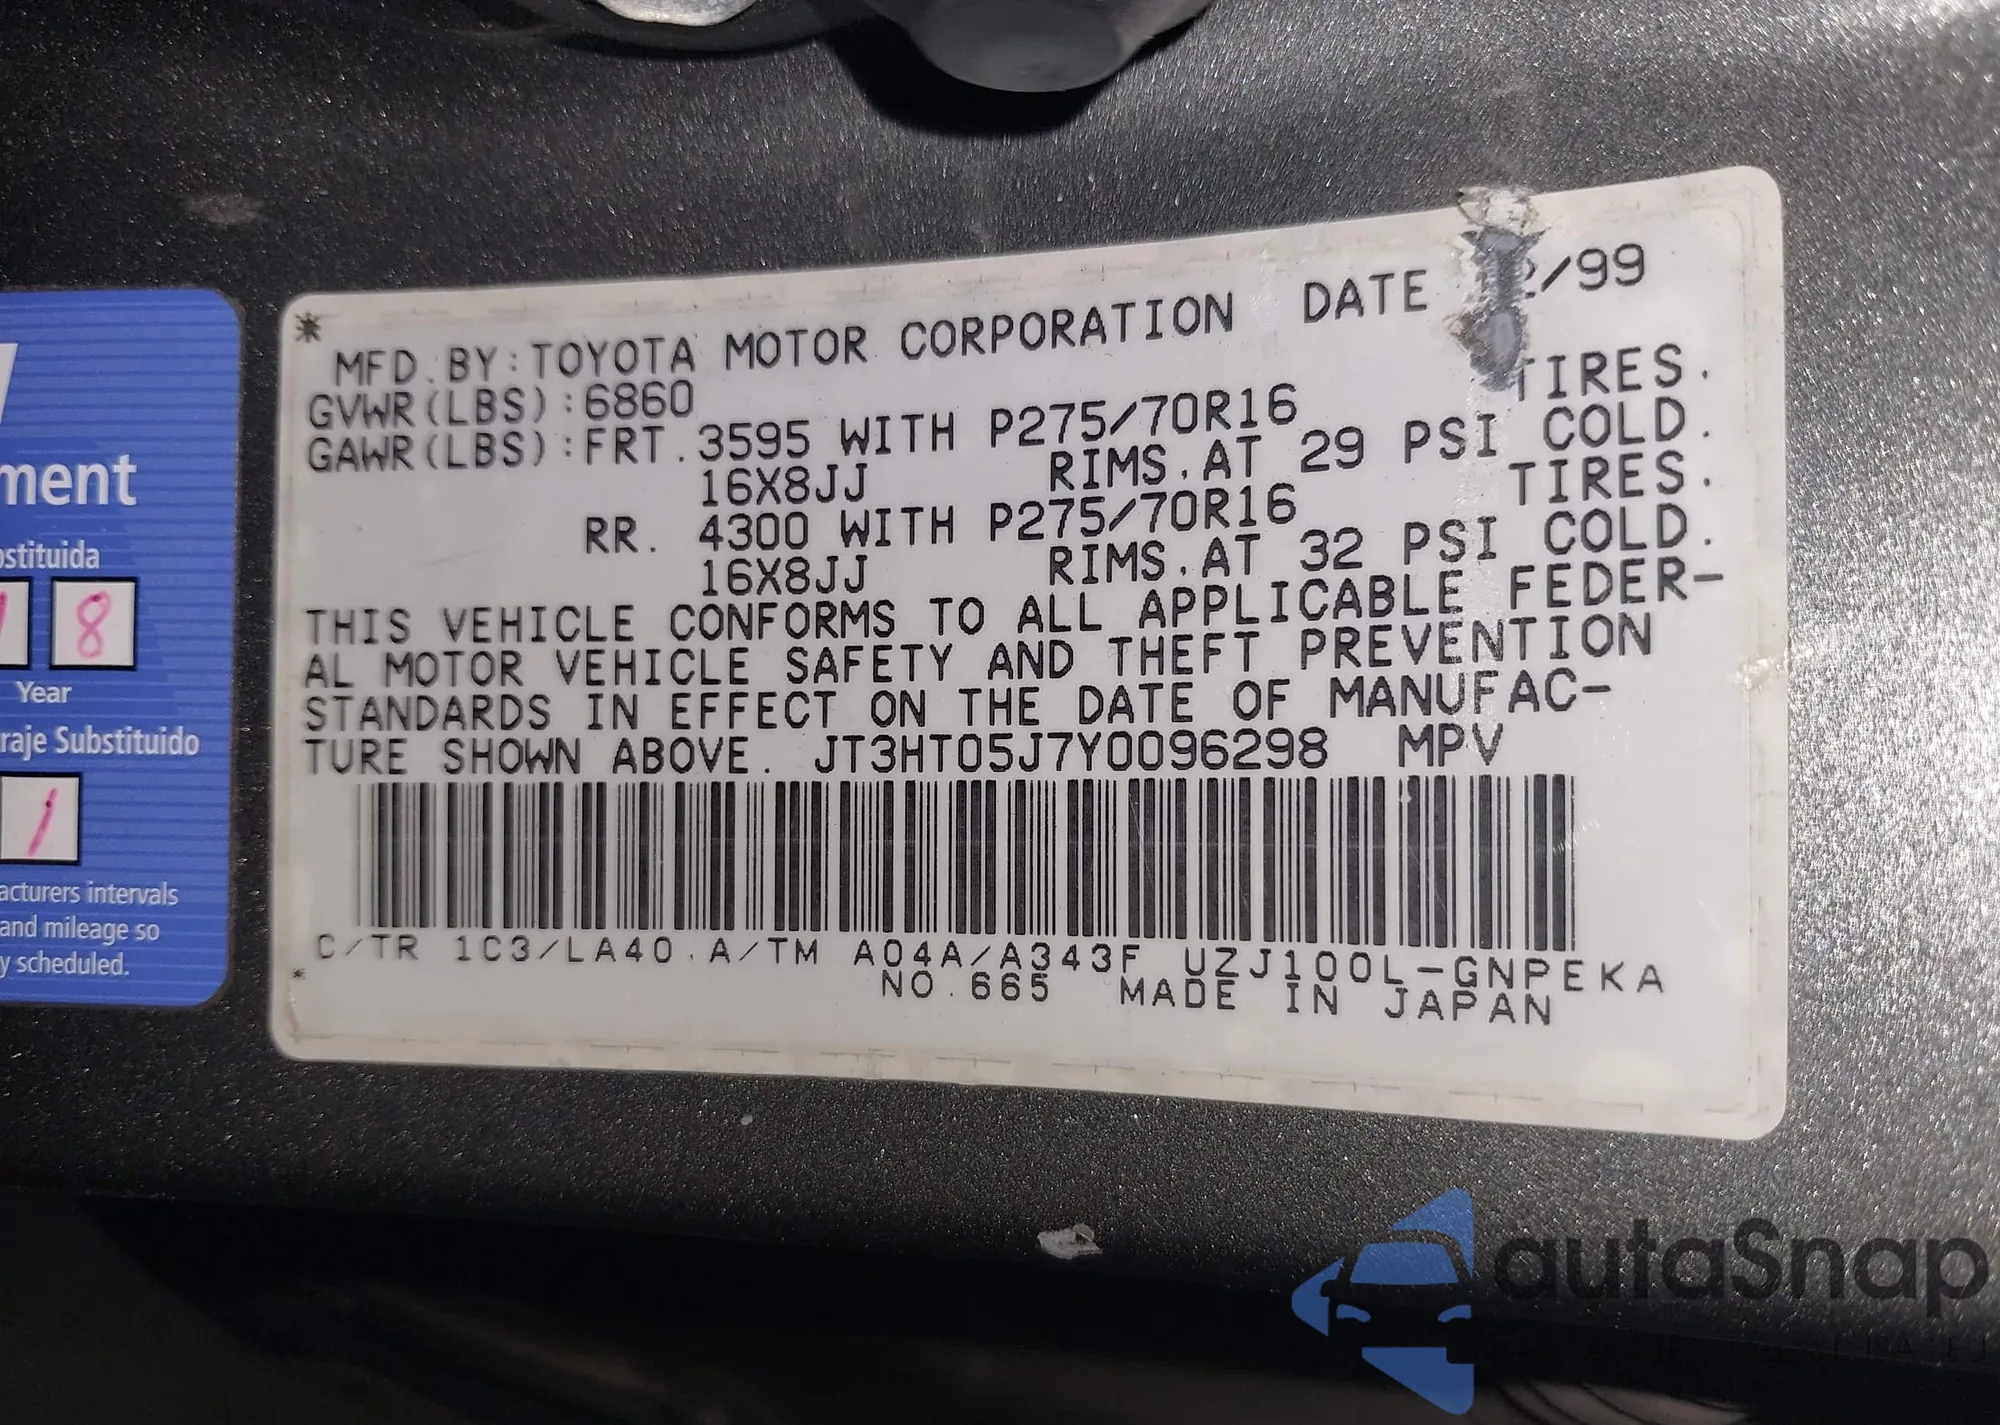 * MFD. BY: TOYOTA MOTOR CORPORATION DATE 2/99
GVWR(LBS):6860
GAWR(LBS):FRT. 3595 WITH P275/70R16 TIRES.
16X8JJ RIMS. AT 29 PSI COLD.
RR. 4300 WITH P275/70R16 TIRES.
16X8JJ RIMS. AT 32 PSI COLD.
THIS VEHICLE CONFORMS TO ALL APPLICABLE FEDER-
AL MOTOR VEHICLE SAFETY AND THEFT PREVENTION
STANDARDS IN EFFECT ON THE DATE OF MANUFAC-
TURE SHOWN ABOVE. JT3HT05J7Y0096298 MPV
C/TR 1C3/LA40. A/TM A04A/A343F UZJ100L-GNPEKA
* NO. 665 MADE IN JAPAN
ment
ostituida
8
Year
raje Substituido
1
acturers intervals
and mileage so
y scheduled.
autaSnap